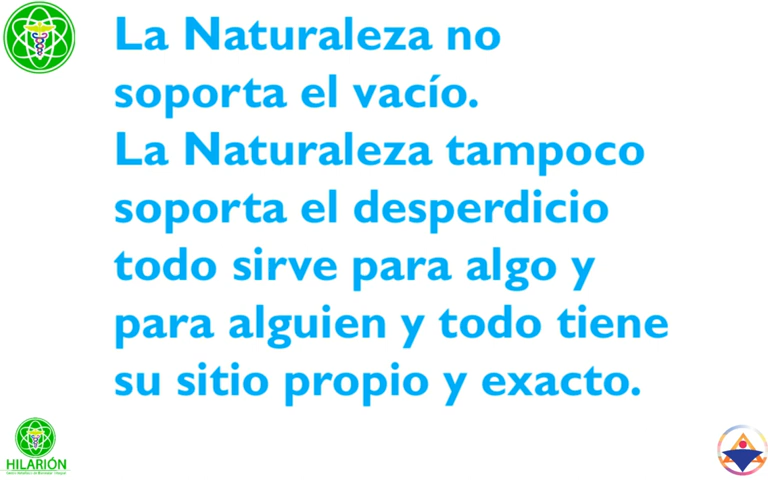 La Naturaleza no
soporta el vacío.
La Naturaleza tampoco
soporta el desperdicio
todo sirve para algo y
para alguien y todo tiene
su sitio propio y exacto.
HILARIÓN